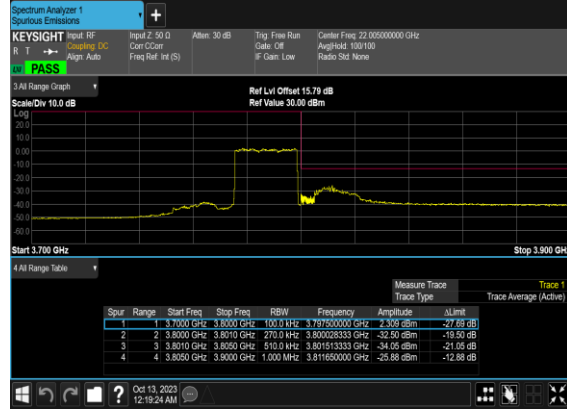 Spectrum Analyzer 1
Spurious Emissions
+
KEYSIGHT Input: RF Input Z: 50 Ω Atten: 30 dB Trig: Free Run Center Freq: 22.005000000 GHz
R T Coupling: DC Corr CCorr Gate: Off Avg|Hold: 100/100
Align: Auto Freq Ref: Int (S) IF Gain: Low Radio Std: None
PASS
3 All Range Graph
Ref Lvl Offset 15.79 dB
Scale/Div 10.0 dB Ref Value 30.00 dBm
Log
20.0
10.0
0.00
-10.0
-20.0
-30.0
-40.0
-50.0
-60.0
Start 3.700 GHz Stop 3.900 GHz
4 All Range Table
Measure Trace Trace 1
Trace Type Trace Average (Active)
Spur Range Start Freq Stop Freq RBW Frequency Amplitude ΔLimit
1 1 3.7000 GHz 3.8000 GHz 100.0 kHz 3.797500000 GHz 2.309 dBm -27.69 dB
2 2 3.8000 GHz 3.8010 GHz 270.0 kHz 3.800028333 GHz -32.50 dBm -19.50 dB
3 3 3.8010 GHz 3.8050 GHz 510.0 kHz 3.801513333 GHz -34.05 dBm -21.05 dB
4 4 3.8050 GHz 3.9000 GHz 1.000 MHz 3.811650000 GHz -25.88 dBm -12.88 dB
? Oct 13, 2023
12:19:24 AM